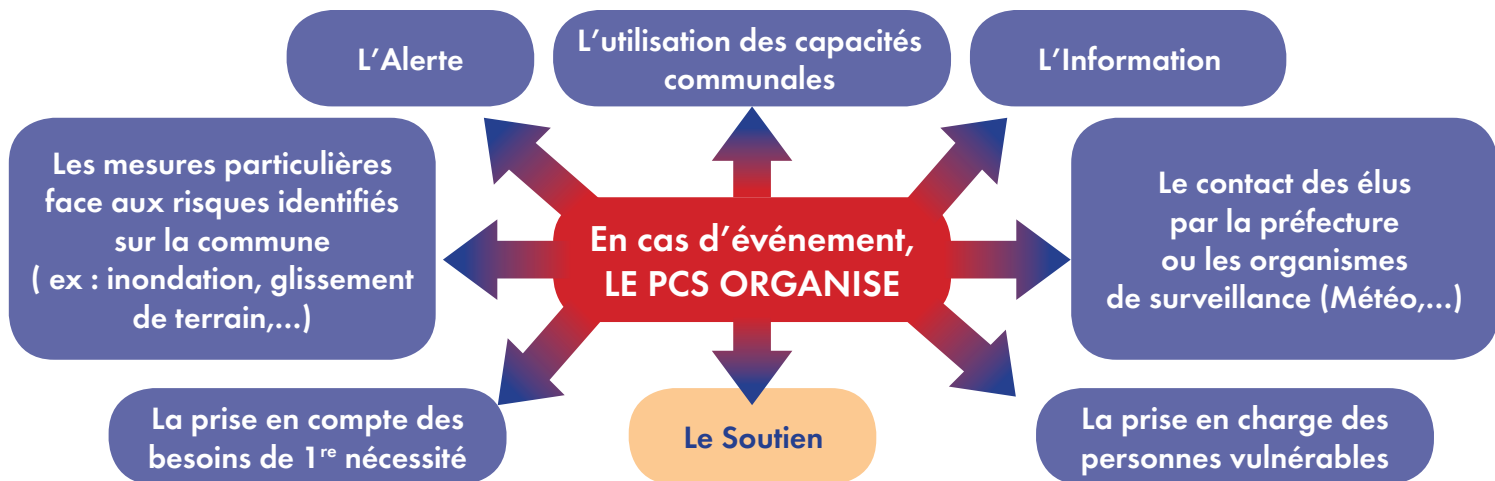 L’Alerte
L’utilisation des capacités
communales
L’Information
Les mesures particulières
face aux risques identifiés
sur la commune
( ex : inondation, glissement
de terrain,...)
En cas d’événement,
LE PCS ORGANISE
Le contact des élus
par la préfecture
ou les organismes
de surveillance (Météo,...)
La prise en compte des
besoins de 1re nécessité
Le Soutien
La prise en charge des
personnes vulnérables